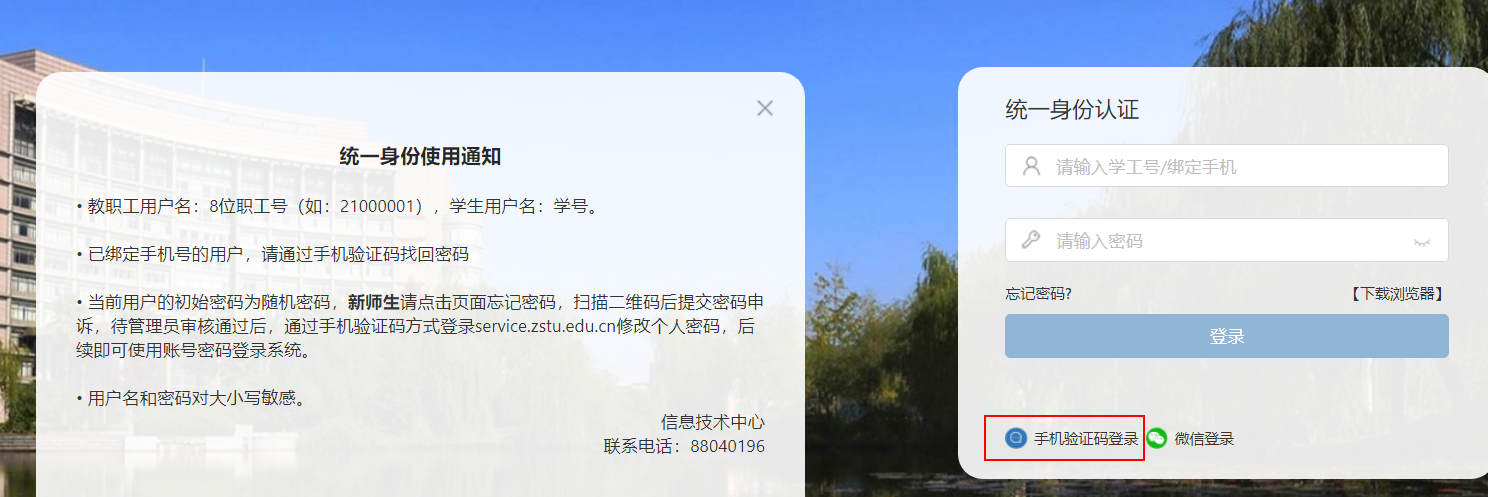 统一身份使用通知
• 教职工用户名：8位职工号（如：21000001），学生用户名：学号。
• 已绑定手机号的用户，请通过手机验证码找回密码
• 当前用户的初始密码为随机密码，新师生请点击页面忘记密码，扫描二维码后提交密码申
诉，待管理员审核通过后，通过手机验证码方式登录service.zstu.edu.cn修改个人密码，后
续即可使用账号密码登录系统。
• 用户名和密码对大小写敏感。
信息技术中心
联系电话：88040196
统一身份认证
请输入学工号/绑定手机
请输入密码
忘记密码?
【下载浏览器】
登录
手机验证码登录
微信登录